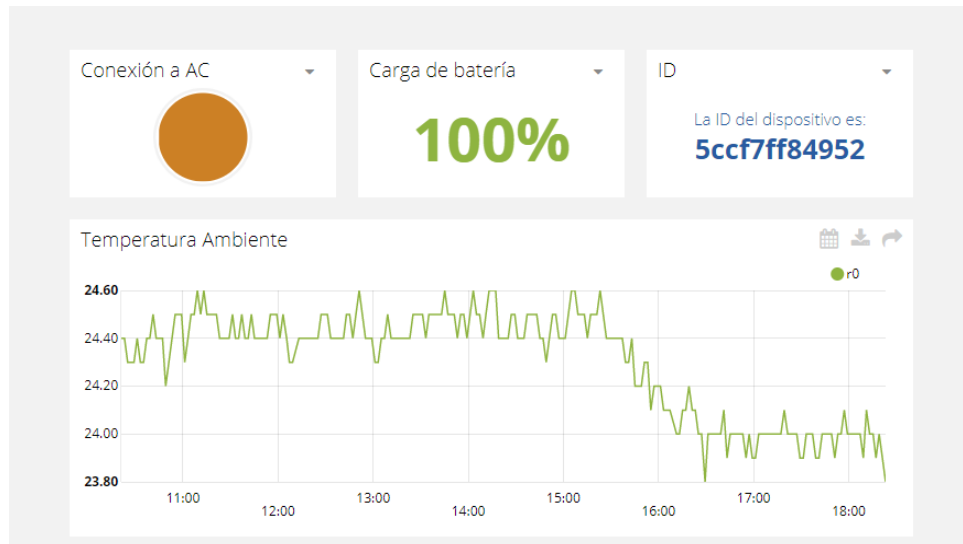 Conexión a AC
Carga de batería
ID
100%
La ID del dispositivo es:
5ccf7ff84952
Temperatura Ambiente
r0
24.60
24.40
24.20
24.00
23.80
11:00
12:00
13:00
14:00
15:00
16:00
17:00
18:00